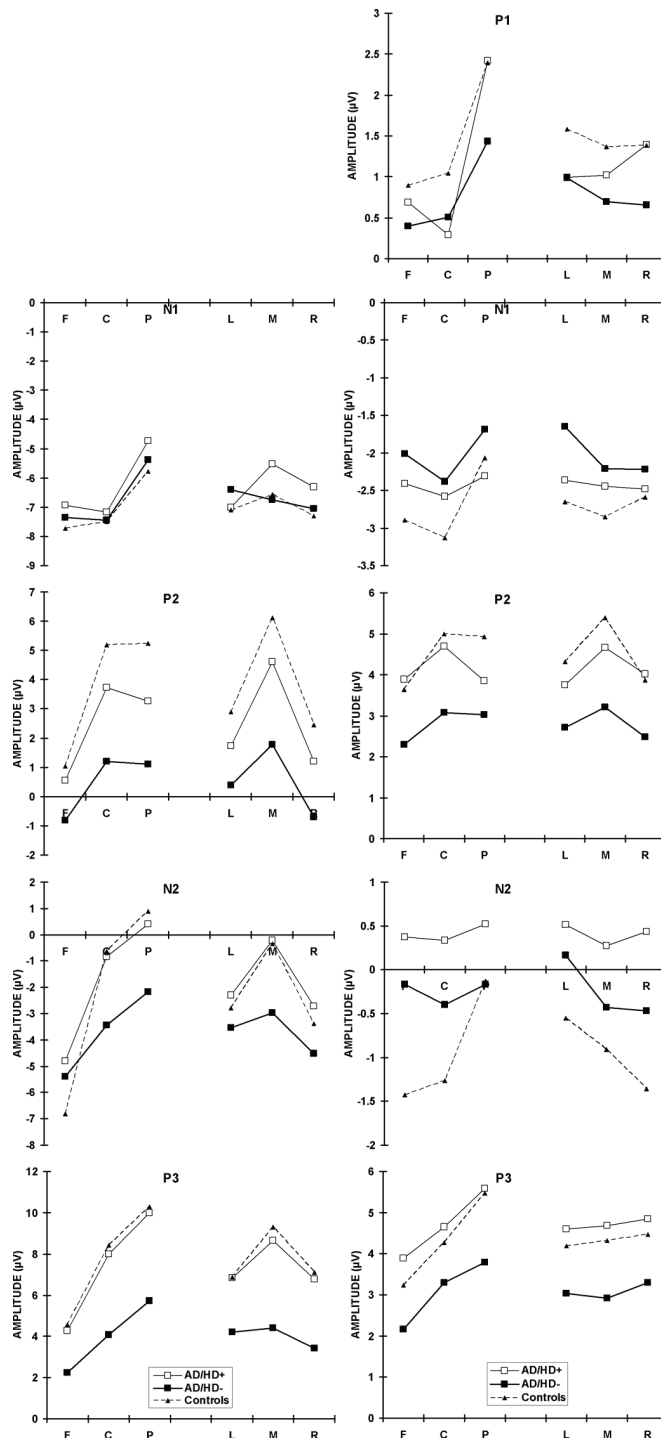 P1
AMPLITUDE (µV)
3
2.5
2
1.5
1
0.5
0
F C P L M R
N1
AMPLITUDE (µV)
0
-1
-2
-3
-4
-5
-6
-7
-8
-9
F C P L M R
N1
AMPLITUDE (µV)
0
-0.5
-1
-1.5
-2
-2.5
-3
-3.5
F C P L M R
P2
AMPLITUDE (µV)
7
6
5
4
3
2
1
0
-1
-2
F C P L M R
P2
AMPLITUDE (µV)
6
5
4
3
2
1
0
F C P L M R
N2
AMPLITUDE (µV)
2
1
0
-1
-2
-3
-4
-5
-6
-7
-8
F C P L M R
N2
AMPLITUDE (µV)
1
0.5
0
-0.5
-1
-1.5
-2
F C P L M R
P3
AMPLITUDE (µV)
12
10
8
6
4
2
0
F C P L M R
AD/HD+
AD/HD-
Controls
P3
AMPLITUDE (µV)
6
5
4
3
2
1
0
F C P L M R
AD/HD+
AD/HD-
Controls